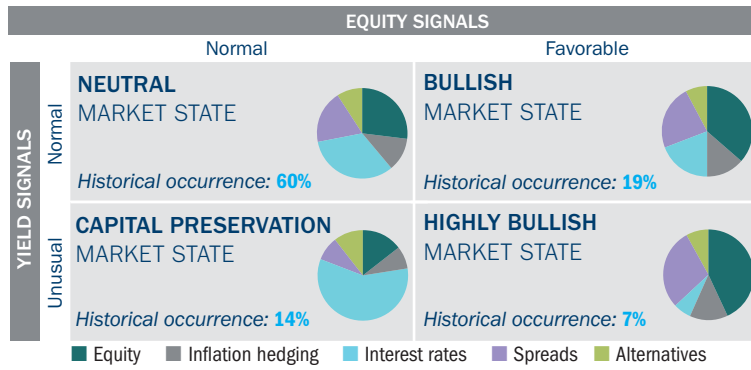 EQUITY SIGNALS
Normal
Favorable
YIELD SIGNALS
Normal
NEUTRAL
MARKET STATE
Historical occurrence: 60%
BULLISH
MARKET STATE
Historical occurrence: 19%
Unusual
CAPITAL PRESERVATION
MARKET STATE
Historical occurrence: 14%
HIGHLY BULLISH
MARKET STATE
Historical occurrence: 7%
Equity
Inflation hedging
Interest rates
Spreads
Alternatives